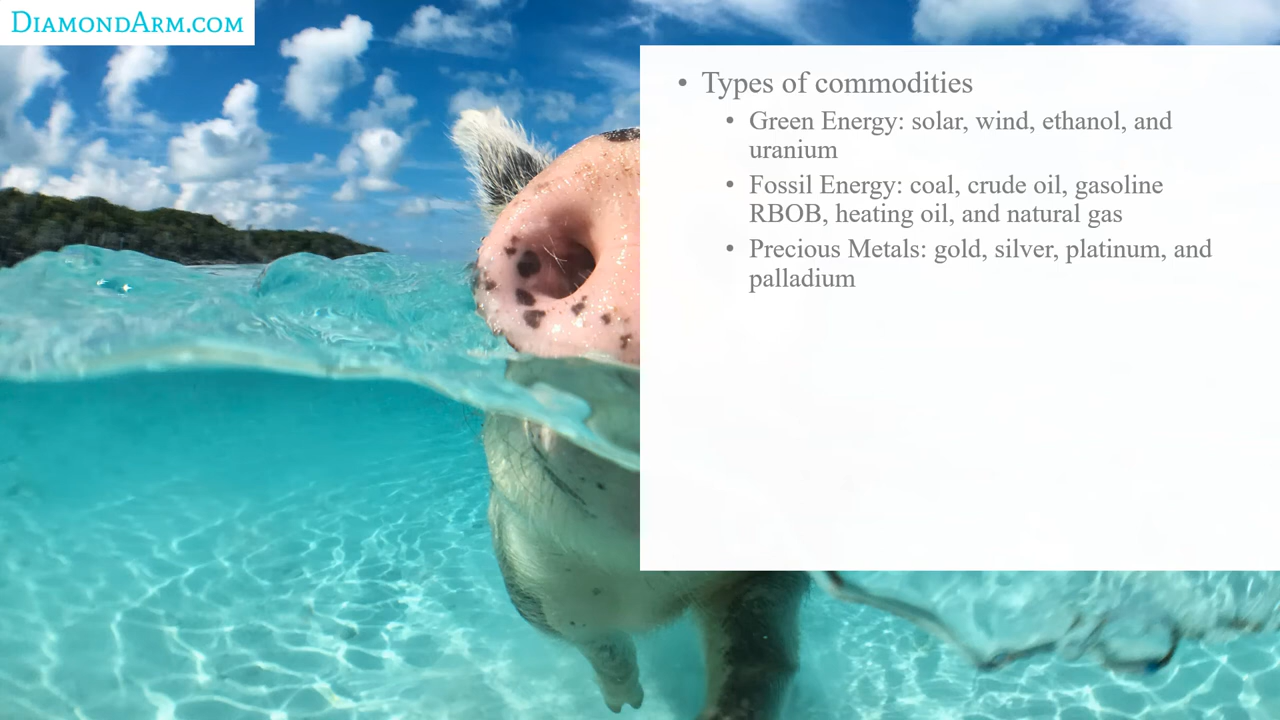 DiamondArm.com
• Types of commodities
• Green Energy: solar, wind, ethanol, and
uranium
• Fossil Energy: coal, crude oil, gasoline
RBOB, heating oil, and natural gas
• Precious Metals: gold, silver, platinum, and
palladium